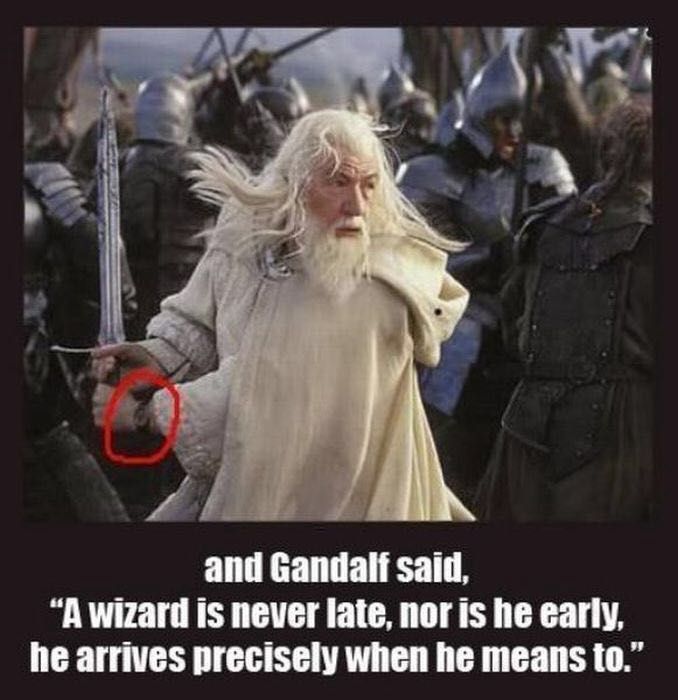 and Gandalf said,
“A wizard is never late, nor is he early,
he arrives precisely when he means to.”